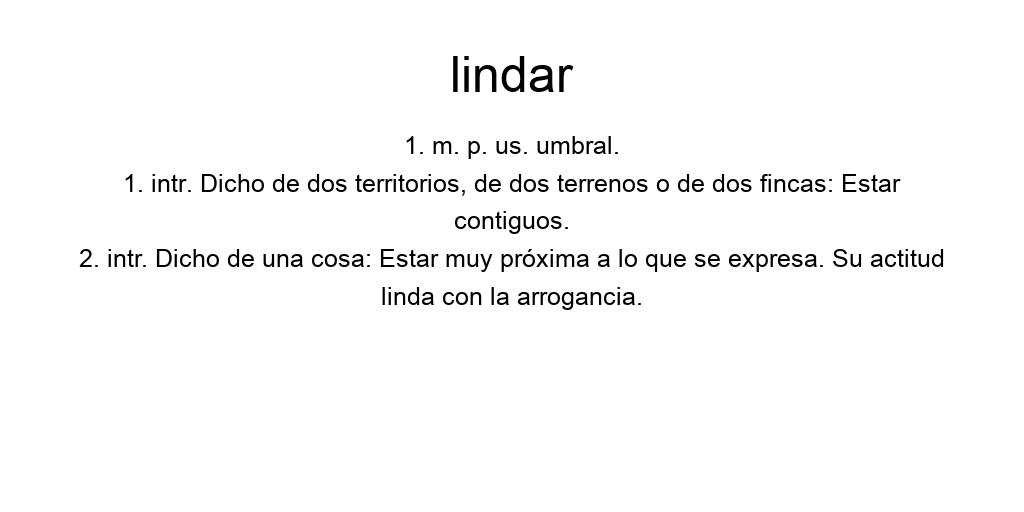 lindar
1. m. p. us. umbral.
1. intr. Dicho de dos territorios, de dos terrenos o de dos fincas: Estar
contiguos.
2. intr. Dicho de una cosa: Estar muy próxima a lo que se expresa. Su actitud
linda con la arrogancia.